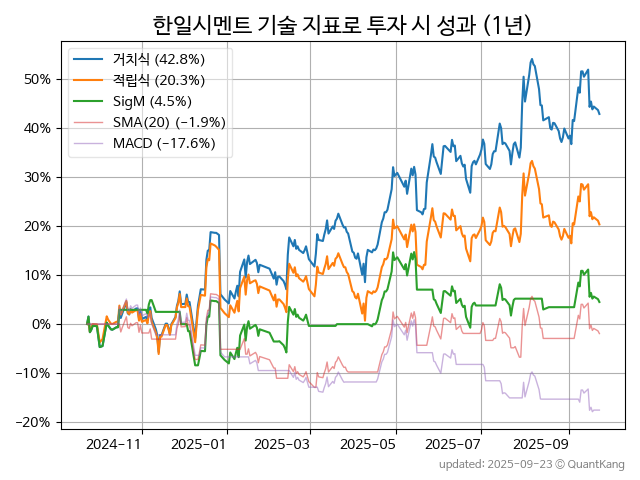 한일시멘트 기술 지표로 투자 시 성과 (1년)
거치식 (42.8%)
적립식 (20.3%)
SigM (4.5%)
SMA(20) (−1.9%)
MACD (−17.6%)
50%
40%
30%
20%
10%
0%
−10%
−20%
2024-11
2025-01
2025-03
2025-05
2025-07
2025-09
updated: 2025-09-23 © QuantKang